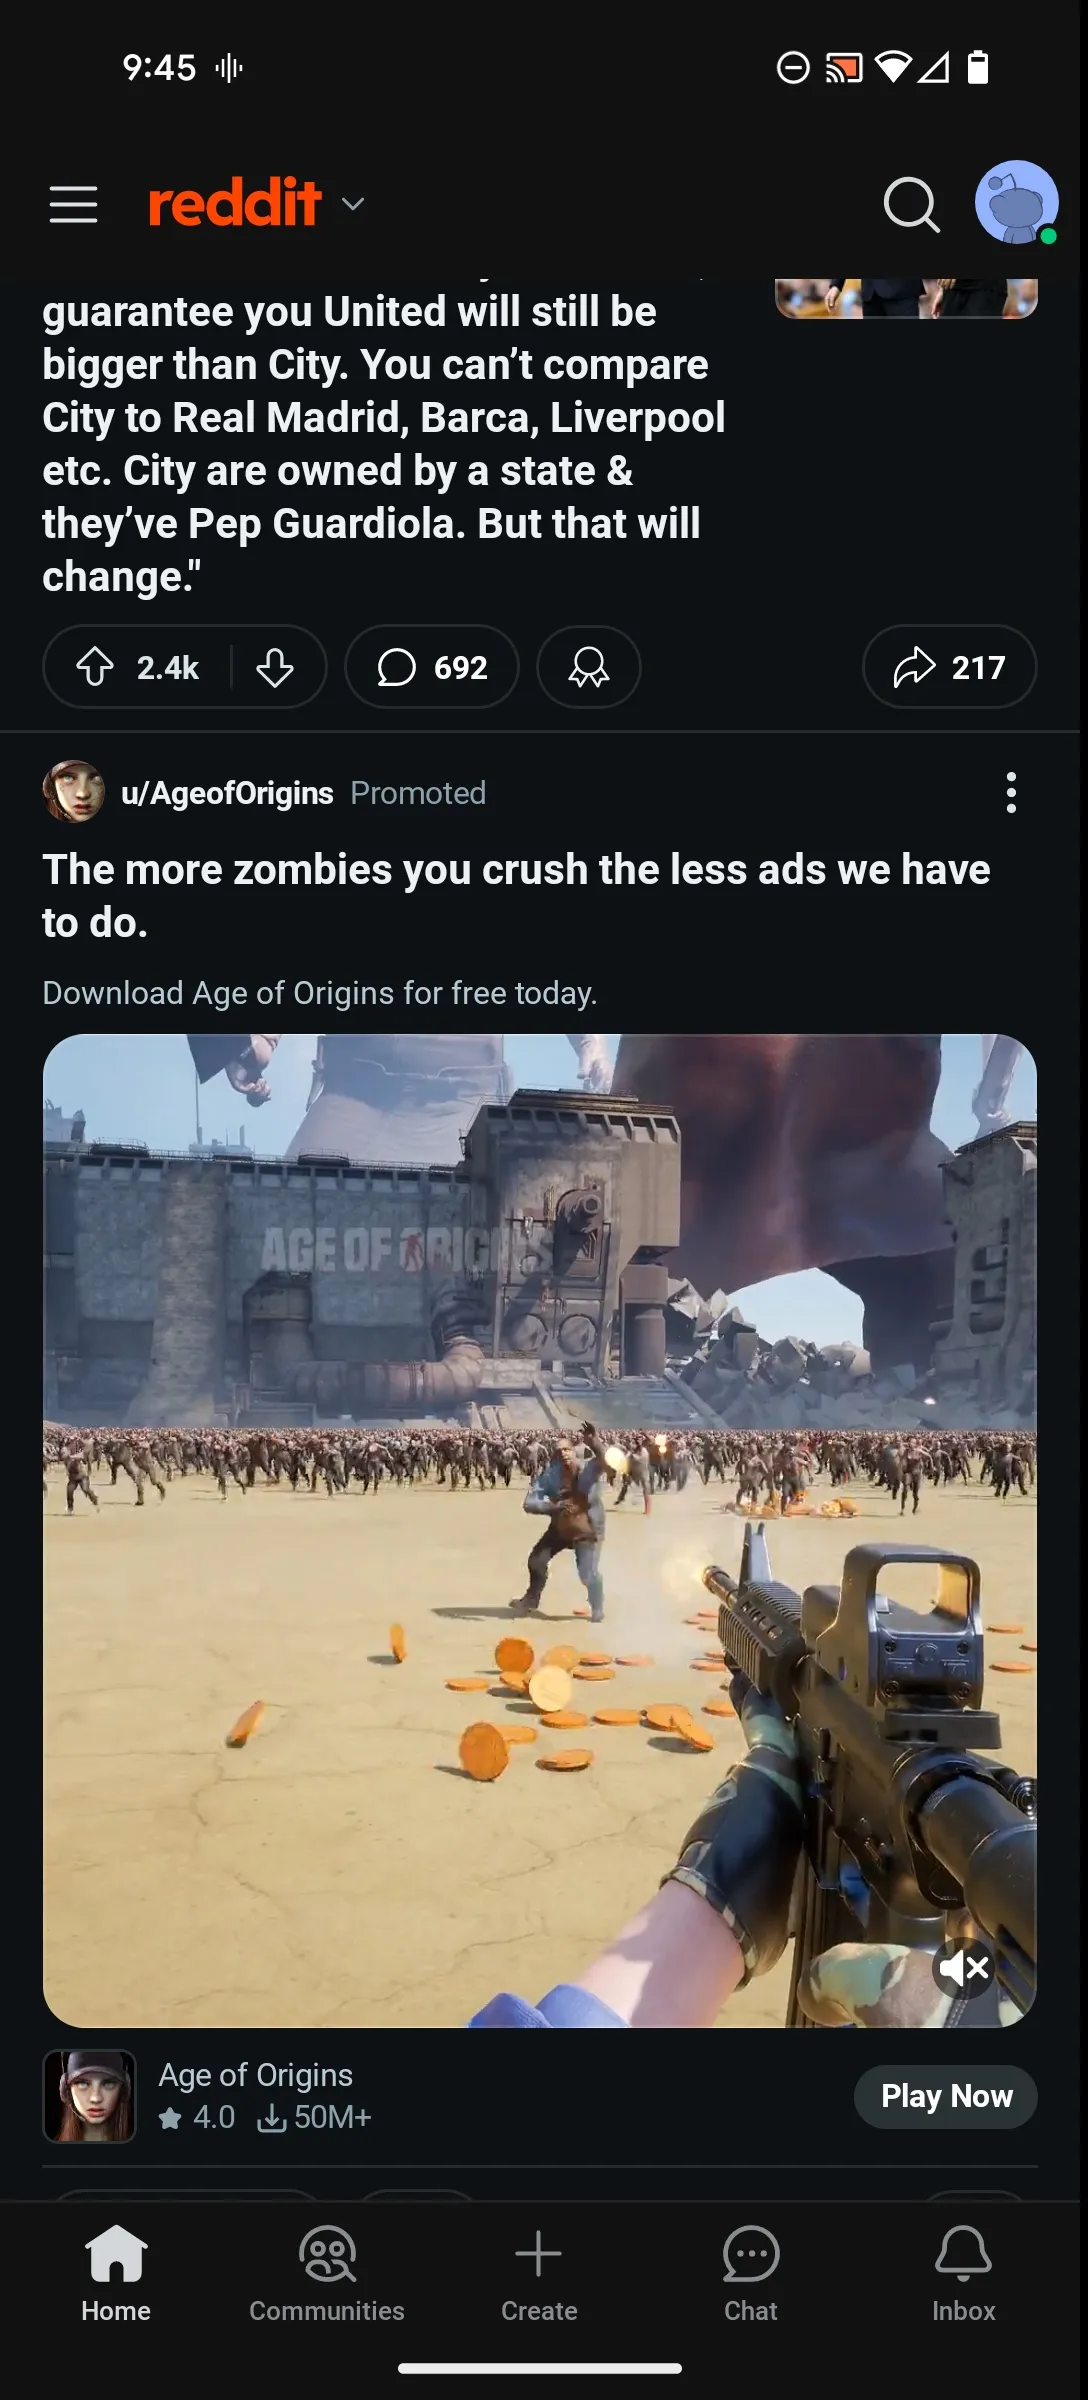 9:45
reddit
guarantee you United will still be
bigger than City. You can’t compare
City to Real Madrid, Barca, Liverpool
etc. City are owned by a state &
they’ve Pep Guardiola. But that will
change."
2.4k
692
217
u/AgeofOrigins Promoted
The more zombies you crush the less ads we have
to do.
Download Age of Origins for free today.
AGE OF ORIGINS
Age of Origins
4.0 50M+
Play Now
Home
Communities
Create
Chat
Inbox